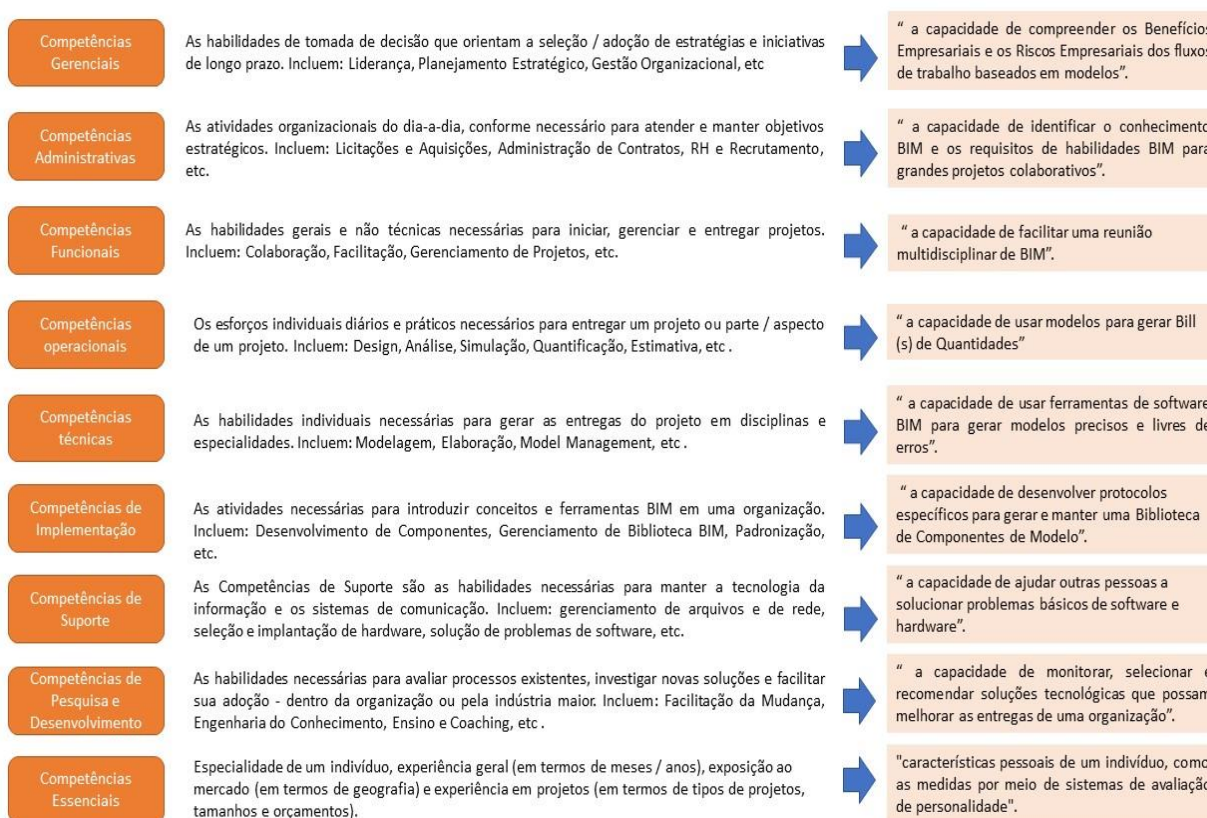 Competências
Gerenciais
As habilidades de tomada de decisão que orientam a seleção / adoção de estratégias e iniciativas
de longo prazo. Incluem: Liderança, Planejamento Estratégico, Gestão Organizacional, etc
“ a capacidade de compreender os Benefícios
Empresariais e os Riscos Empresariais dos fluxos
de trabalho baseados em modelos”.
Competências
Administrativas
As atividades organizacionais do dia-a-dia, conforme necessário para atender e manter objetivos
estratégicos. Incluem: Licitações e Aquisições, Administração de Contratos, RH e Recrutamento,
etc.
“ a capacidade de identificar o conhecimento
BIM e os requisitos de habilidades BIM para
grandes projetos colaborativos”.
Competências
Funcionais
As habilidades gerais e não técnicas necessárias para iniciar, gerenciar e entregar projetos.
Incluem: Colaboração, Facilitação, Gerenciamento de Projetos, etc.
“ a capacidade de facilitar uma reunião
multidisciplinar de BIM”.
Competências
operacionais
Os esforços individuais diários e práticos necessários para entregar um projeto ou parte / aspecto
de um projeto. Incluem: Design, Análise, Simulação, Quantificação, Estimativa, etc .
“ a capacidade de usar modelos para gerar Bill
(s) de Quantidades”
Competências
técnicas
As habilidades individuais necessárias para gerar as entregas do projeto em disciplinas e
especialidades. Incluem: Modelagem, Elaboração, Model Management, etc .
“ a capacidade de usar ferramentas de software
BIM para gerar modelos precisos e livres de
erros”.
Competências de
Implementação
As atividades necessárias para introduzir conceitos e ferramentas BIM em uma organização.
Incluem: Desenvolvimento de Componentes, Gerenciamento de Biblioteca BIM, Padronização,
etc.
“ a capacidade de desenvolver protocolos
específicos para gerar e manter uma Biblioteca
de Componentes de Modelo”.
Competências de
Suporte
As Competências de Suporte são as habilidades necessárias para manter a tecnologia da
informação e os sistemas de comunicação. Incluem: gerenciamento de arquivos e de rede,
seleção e implantação de hardware, solução de problemas de software, etc.
“ a capacidade de ajudar outras pessoas a
solucionar problemas básicos de software e
hardware”.
Competências de
Pesquisa e
Desenvolvimento
As habilidades necessárias para avaliar processos existentes, investigar novas soluções e facilitar
sua adoção - dentro da organização ou pela indústria maior. Incluem: Facilitação da Mudança,
Engenharia do Conhecimento, Ensino e Coaching, etc .
“ a capacidade de monitorar, selecionar e
recomendar soluções tecnológicas que possam
melhorar as entregas de uma organização”.
Competências
Essenciais
Especialidade de um indivíduo, experiência geral (em termos de meses / anos), exposição ao
mercado (em termos de geografia) e experiência em projetos (em termos de tipos de projetos,
tamanhos e orçamentos).
"características pessoais de um indivíduo, como
as medidas por meio de sistemas de avaliação
de personalidade".